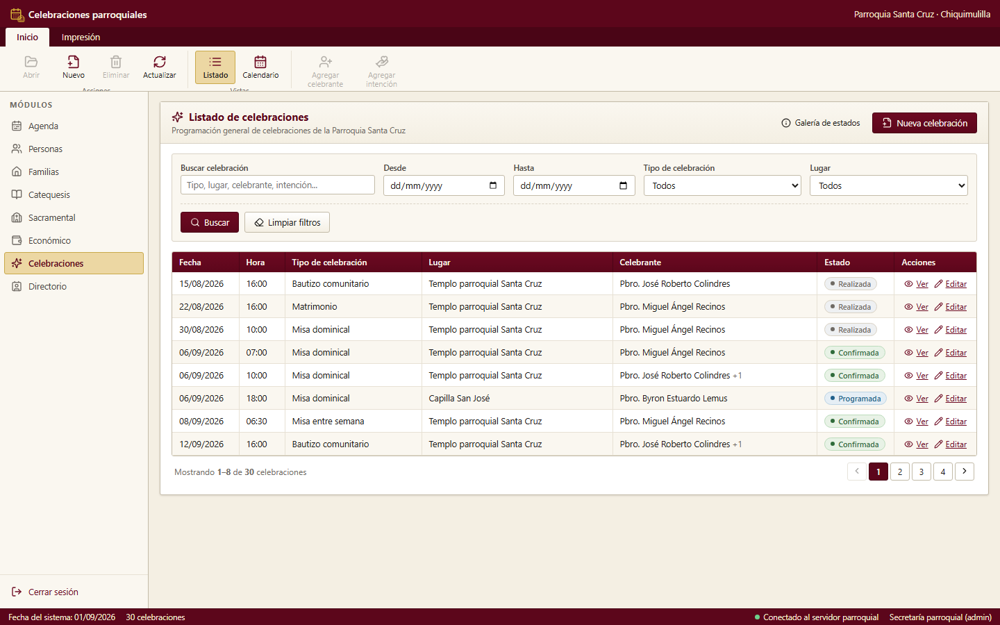 Celebraciones parroquiales
Parroquia Santa Cruz · Chiquimulilla
Inicio
Impresión
Abrir
Nuevo
Eliminar
Actualizar
Listado
Calendario
Agregar
celebrante
Agregar
intención
Acciones
Vistas
MÓDULOS
Agenda
Personas
Familias
Catequesis
Sacramental
Económico
Celebraciones
Directorio
Cerrar sesión
Listado de celebraciones
Programación general de celebraciones de la Parroquia Santa Cruz
Galería de estados
Nueva celebración
Buscar celebración
Desde
Hasta
Tipo de celebración
Lugar
Tipo, lugar, celebrante, intención...
dd/mm/yyyy
dd/mm/yyyy
Todos
Todos
Buscar
Limpiar filtros
Fecha Hora Tipo de celebración Lugar Celebrante Estado Acciones
15/08/2026 16:00 Bautizo comunitario Templo parroquial Santa Cruz Pbro. José Roberto Colindres Realizada Ver Editar
22/08/2026 16:00 Matrimonio Templo parroquial Santa Cruz Pbro. Miguel Ángel Recinos Realizada Ver Editar
30/08/2026 10:00 Misa dominical Templo parroquial Santa Cruz Pbro. Miguel Ángel Recinos Realizada Ver Editar
06/09/2026 07:00 Misa dominical Templo parroquial Santa Cruz Pbro. Miguel Ángel Recinos Confirmada Ver Editar
06/09/2026 10:00 Misa dominical Templo parroquial Santa Cruz Pbro. José Roberto Colindres +1 Confirmada Ver Editar
06/09/2026 18:00 Misa dominical Capilla San José Pbro. Byron Estuardo Lemus Programada Ver Editar
08/09/2026 06:30 Misa entre semana Templo parroquial Santa Cruz Pbro. Miguel Ángel Recinos Confirmada Ver Editar
12/09/2026 16:00 Bautizo comunitario Templo parroquial Santa Cruz Pbro. José Roberto Colindres +1 Confirmada Ver Editar
Mostrando 1–8 de 30 celebraciones
1 2 3 4
Fecha del sistema: 01/09/2026 30 celebraciones
Conectado al servidor parroquial Secretaría parroquial (admin)